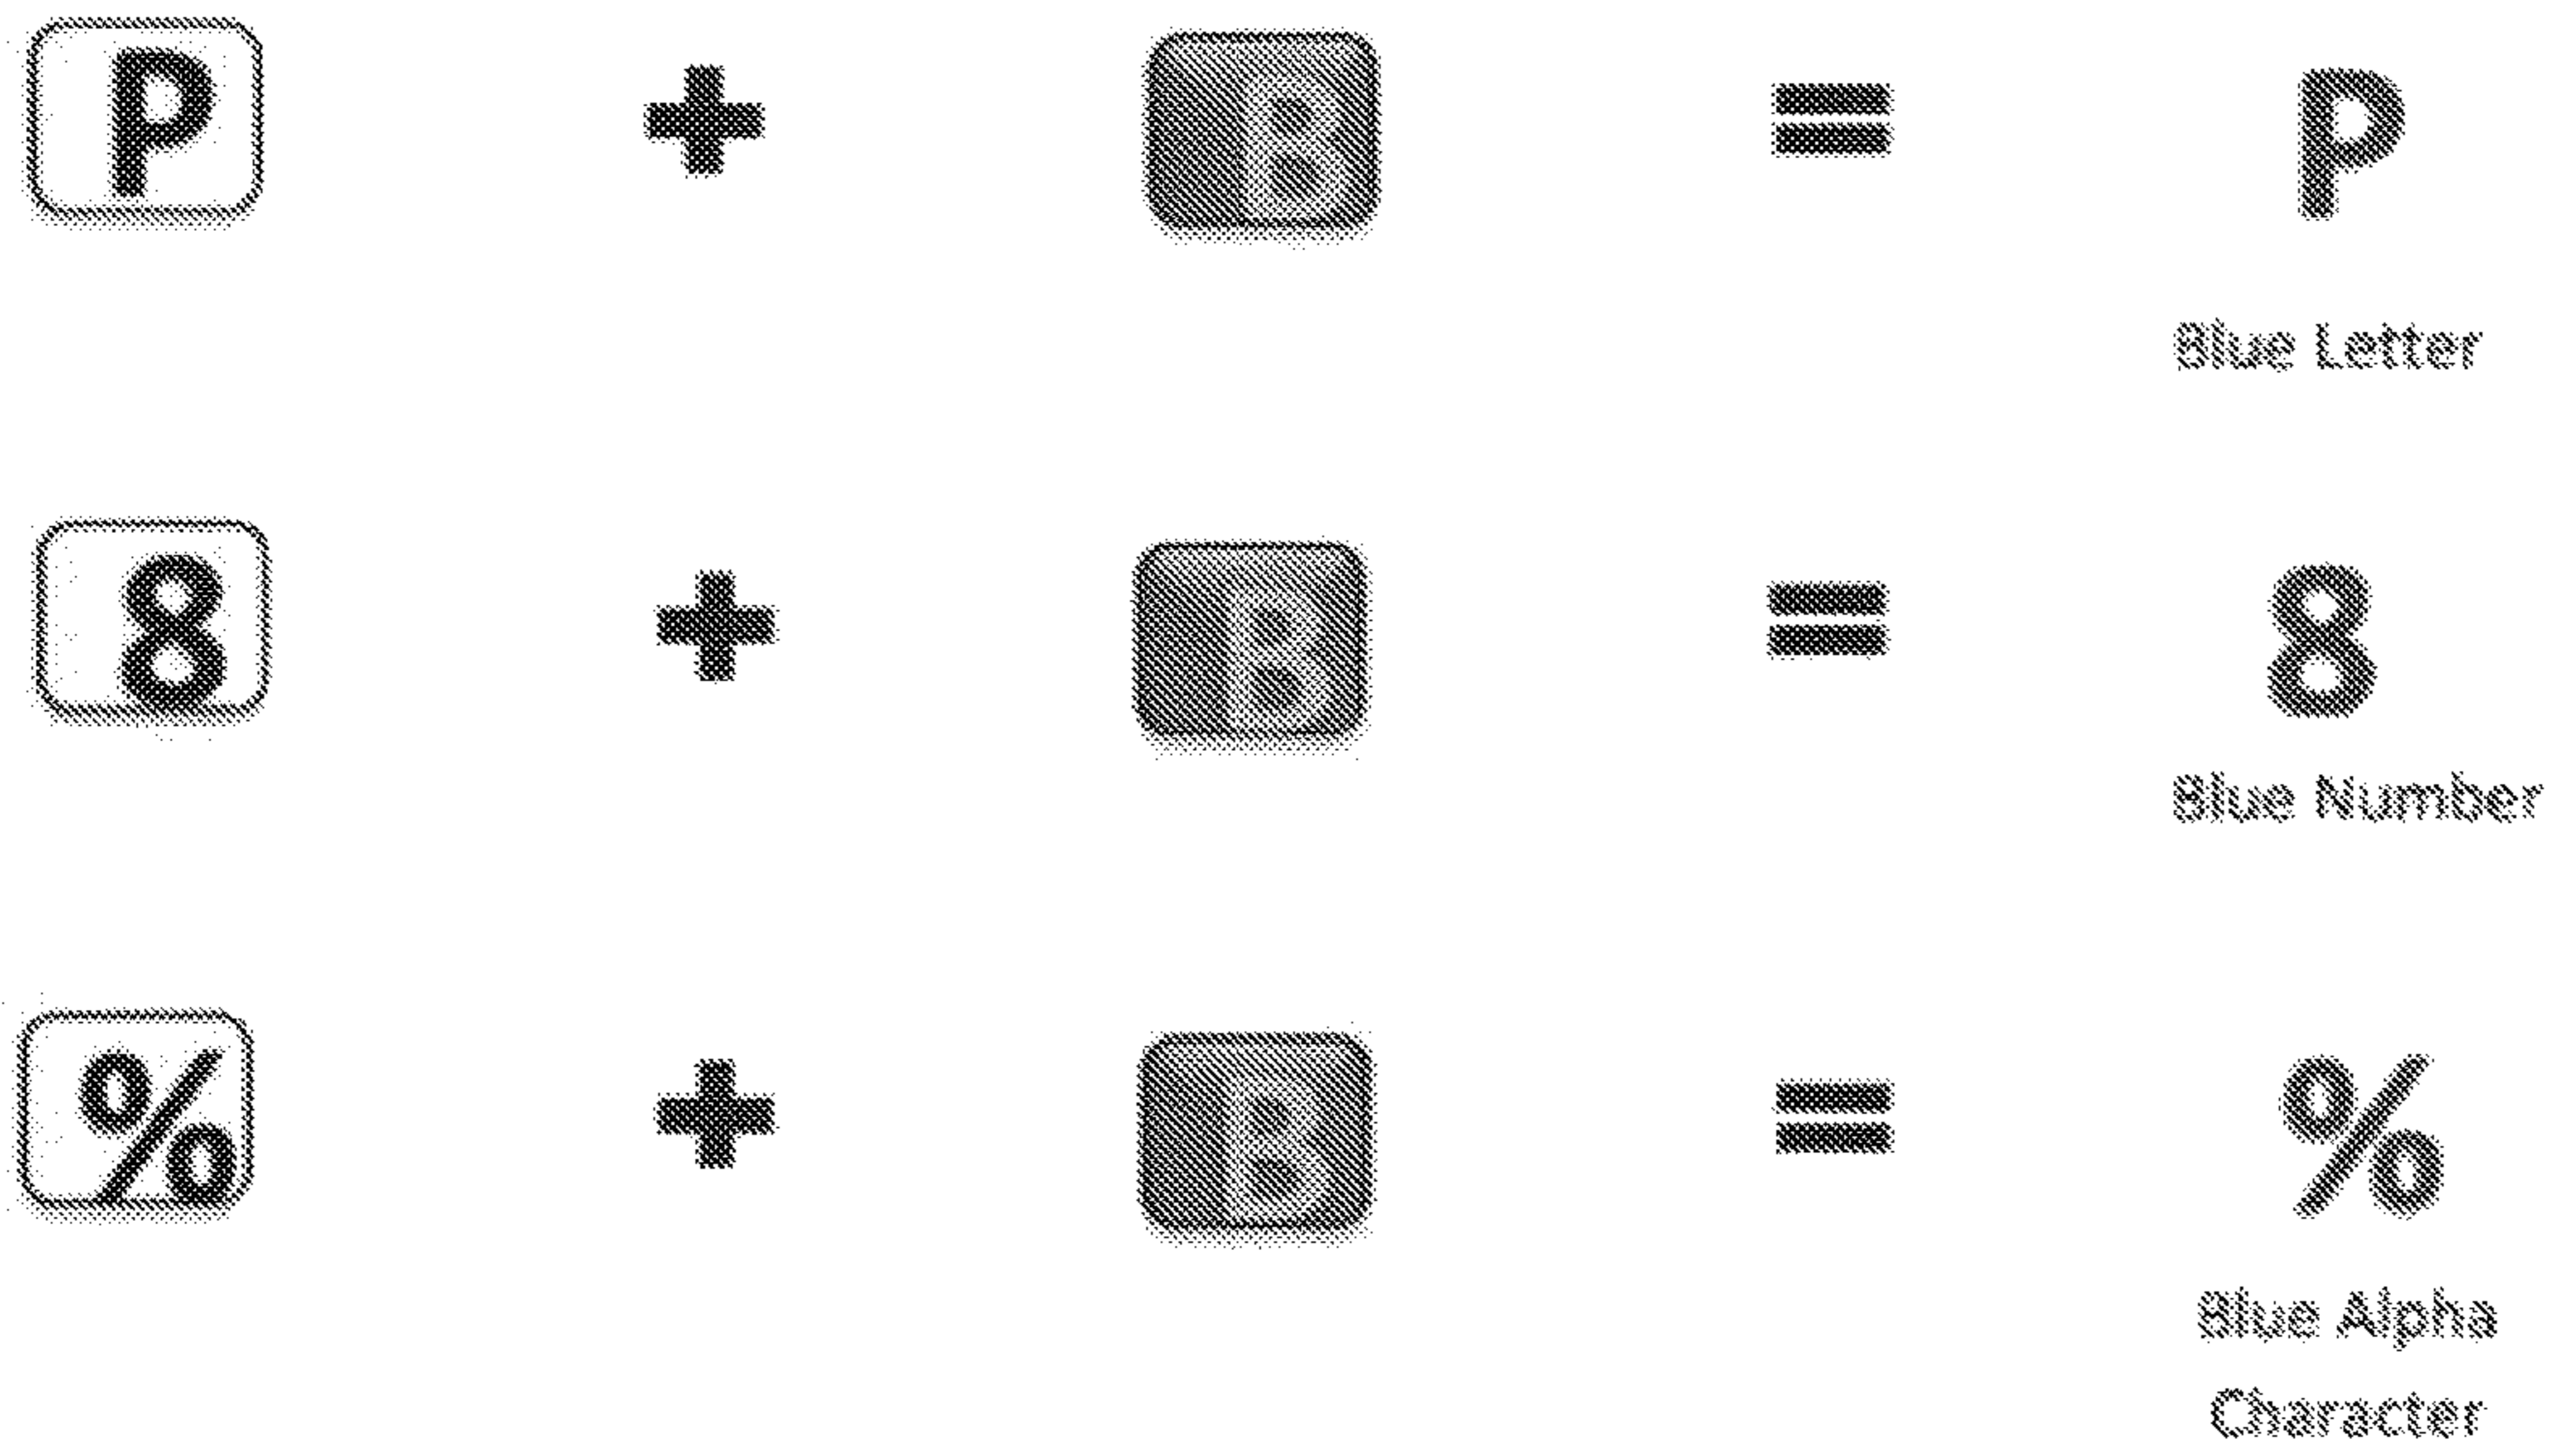 P + B = P
Blue Letter
8 + B = 8
Blue Number
% + B = %
Blue Alpha
Character